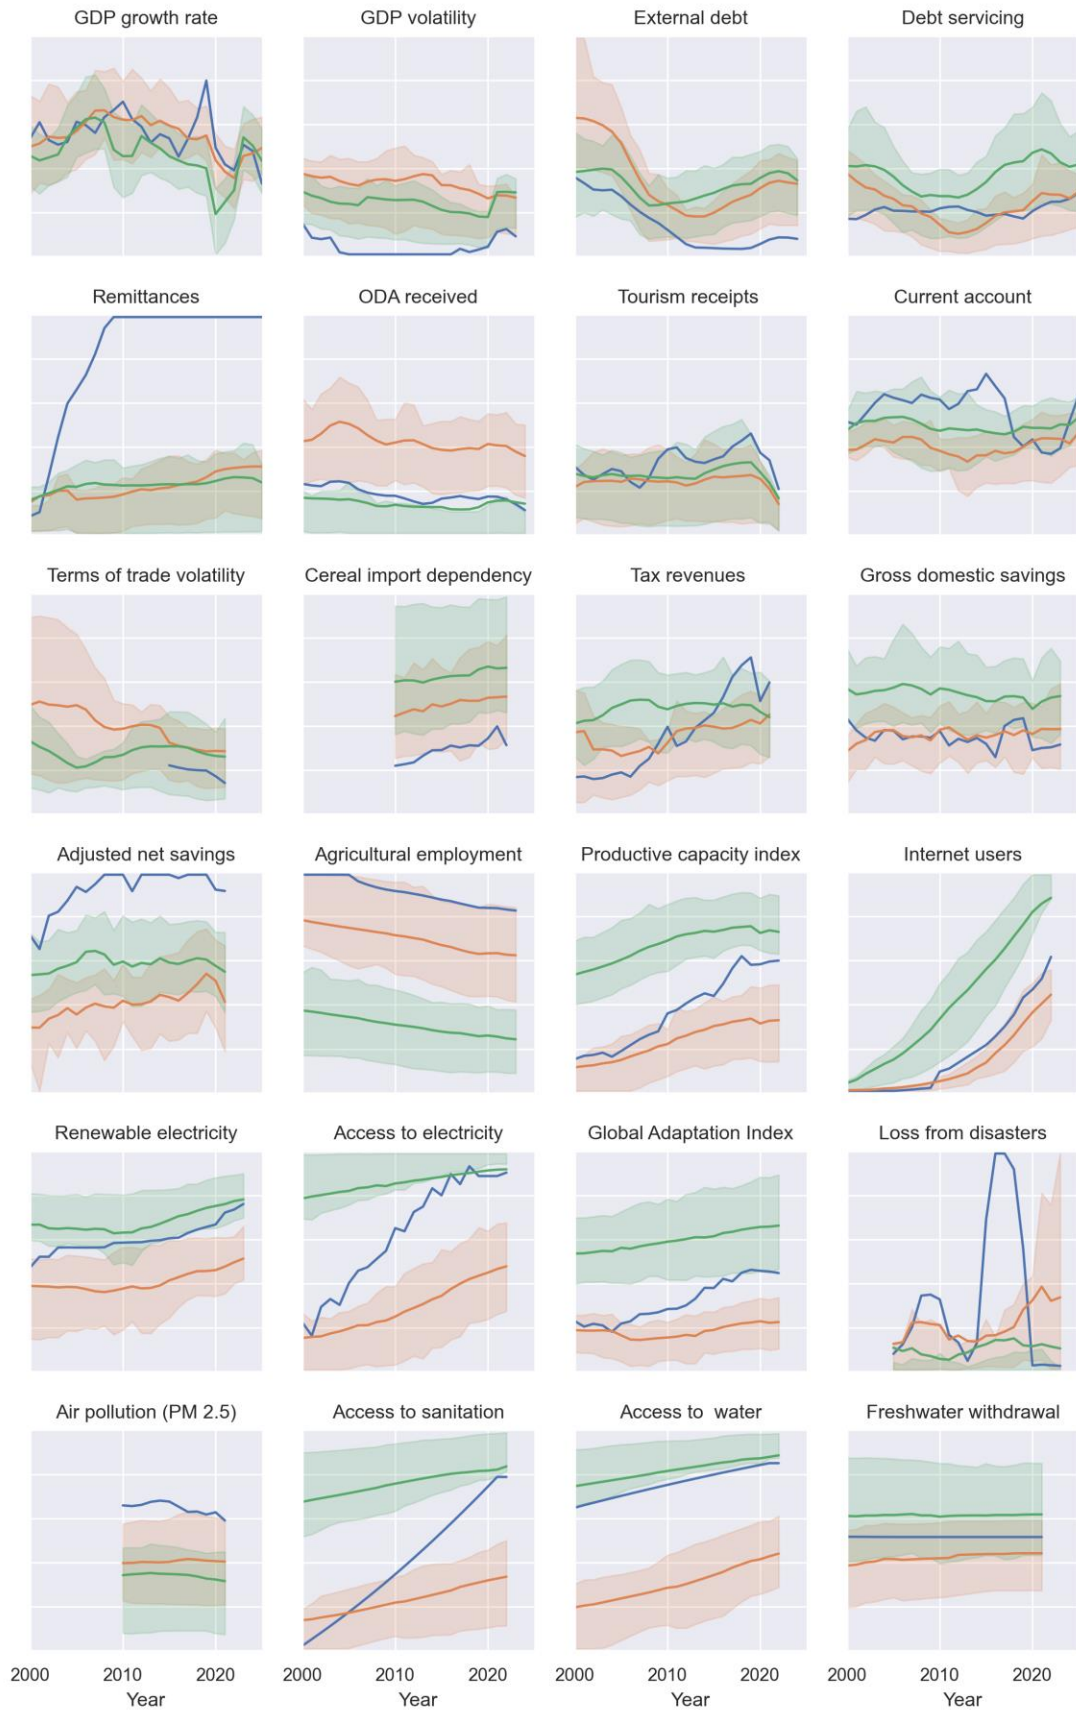 GDP growth rate
GDP volatility
External debt
Debt servicing
Remittances
ODA received
Tourism receipts
Current account
Terms of trade volatility
Cereal import dependency
Tax revenues
Gross domestic savings
Adjusted net savings
Agricultural employment
Productive capacity index
Internet users
Renewable electricity
Access to electricity
Global Adaptation Index
Loss from disasters
Air pollution (PM 2.5)
Access to sanitation
Access to  water
Freshwater withdrawal
2000 2010 2020
2000 2010 2020
2000 2010 2020
2000 2010 2020
Year
Year
Year
Year